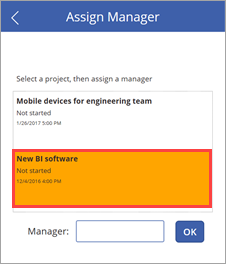 Assign Manager
Select a project, then assign a manager
Mobile devices for engineering team
Not started
1/26/2017 5:00 PM
New BI software
Not started
12/4/2016 4:00 PM
Manager:
OK